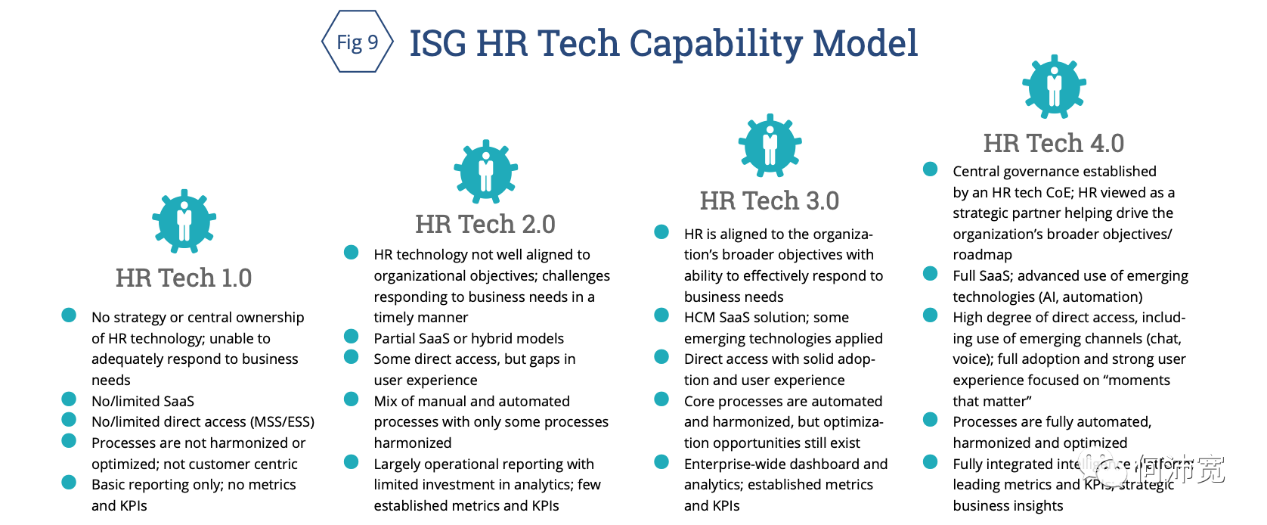 Fig 9
ISG HR Tech Capability Model
HR Tech 1.0
No strategy or central ownership
of HR technology; unable to
adequately respond to business
needs
No/limited SaaS
No/limited direct access (MSS/ESS)
Processes are not harmonized or
optimized; not customer centric
Basic reporting only; no metrics
and KPIs
HR Tech 2.0
HR technology not well aligned to
organizational objectives; challenges
responding to business needs in a
timely manner
Partial SaaS or hybrid models
Some direct access, but gaps in
user experience
Mix of manual and automated
processes with only some processes
harmonized
Largely operational reporting with
limited investment in analytics; few
established metrics and KPIs
HR Tech 3.0
HR is aligned to the organiza-
tion's broader objectives with
ability to effectively respond to
business needs
HCM SaaS solution; some
emerging technologies applied
Direct access with solid adop-
tion and user experience
Core processes are automated
and harmonized, but optimiza-
tion opportunities still exist
Enterprise-wide dashboard and
analytics; established metrics
and KPIs
HR Tech 4.0
Central governance established
by an HR tech CoE; HR viewed as a
strategic partner helping drive the
organization's broader objectives/
roadmap
Full SaaS; advanced use of emerging
technologies (AI, automation)
High degree of direct access, includ-
ing use of emerging channels (chat,
voice); full adoption and strong user
experience focused on "moments
that matter"
Processes are fully automated,
harmonized and optimized
Fully integrated intelligence platform
leading metrics and KPIs, strategic
business insights
何沛宽